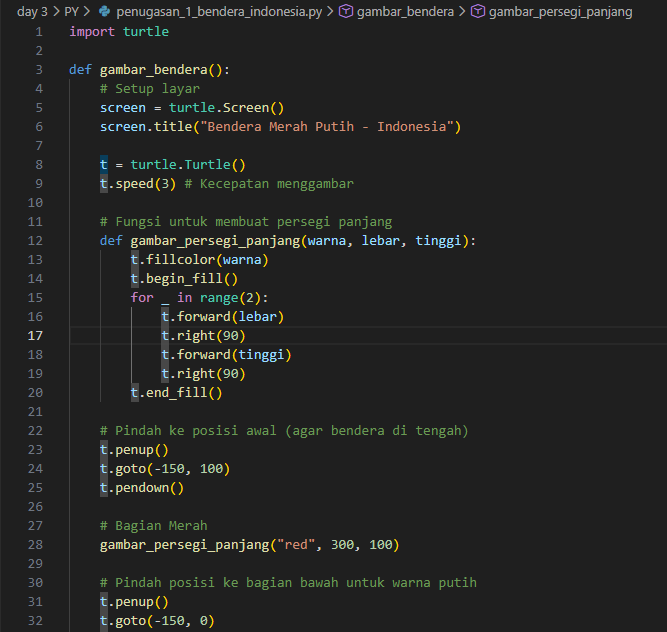 day 3 > PY > penugasan_1_bendera_indonesia.py > gambar_bendera > gambar_persegi_panjang
1 import turtle
2
3 def gambar_bendera():
4     # Setup layar
5     screen = turtle.Screen()
6     screen.title("Bendera Merah Putih - Indonesia")
7
8     t = turtle.Turtle()
9     t.speed(3) # Kecepatan menggambar
10
11     # Fungsi untuk membuat persegi panjang
12     def gambar_persegi_panjang(warna, lebar, tinggi):
13         t.fillcolor(warna)
14         t.begin_fill()
15         for _ in range(2):
16             t.forward(lebar)
17             t.right(90)
18             t.forward(tinggi)
19             t.right(90)
20         t.end_fill()
21
22     # Pindah ke posisi awal (agar bendera di tengah)
23     t.penup()
24     t.goto(-150, 100)
25     t.pendown()
26
27     # Bagian Merah
28     gambar_persegi_panjang("red", 300, 100)
29
30     # Pindah posisi ke bagian bawah untuk warna putih
31     t.penup()
32     t.goto(-150, 0)